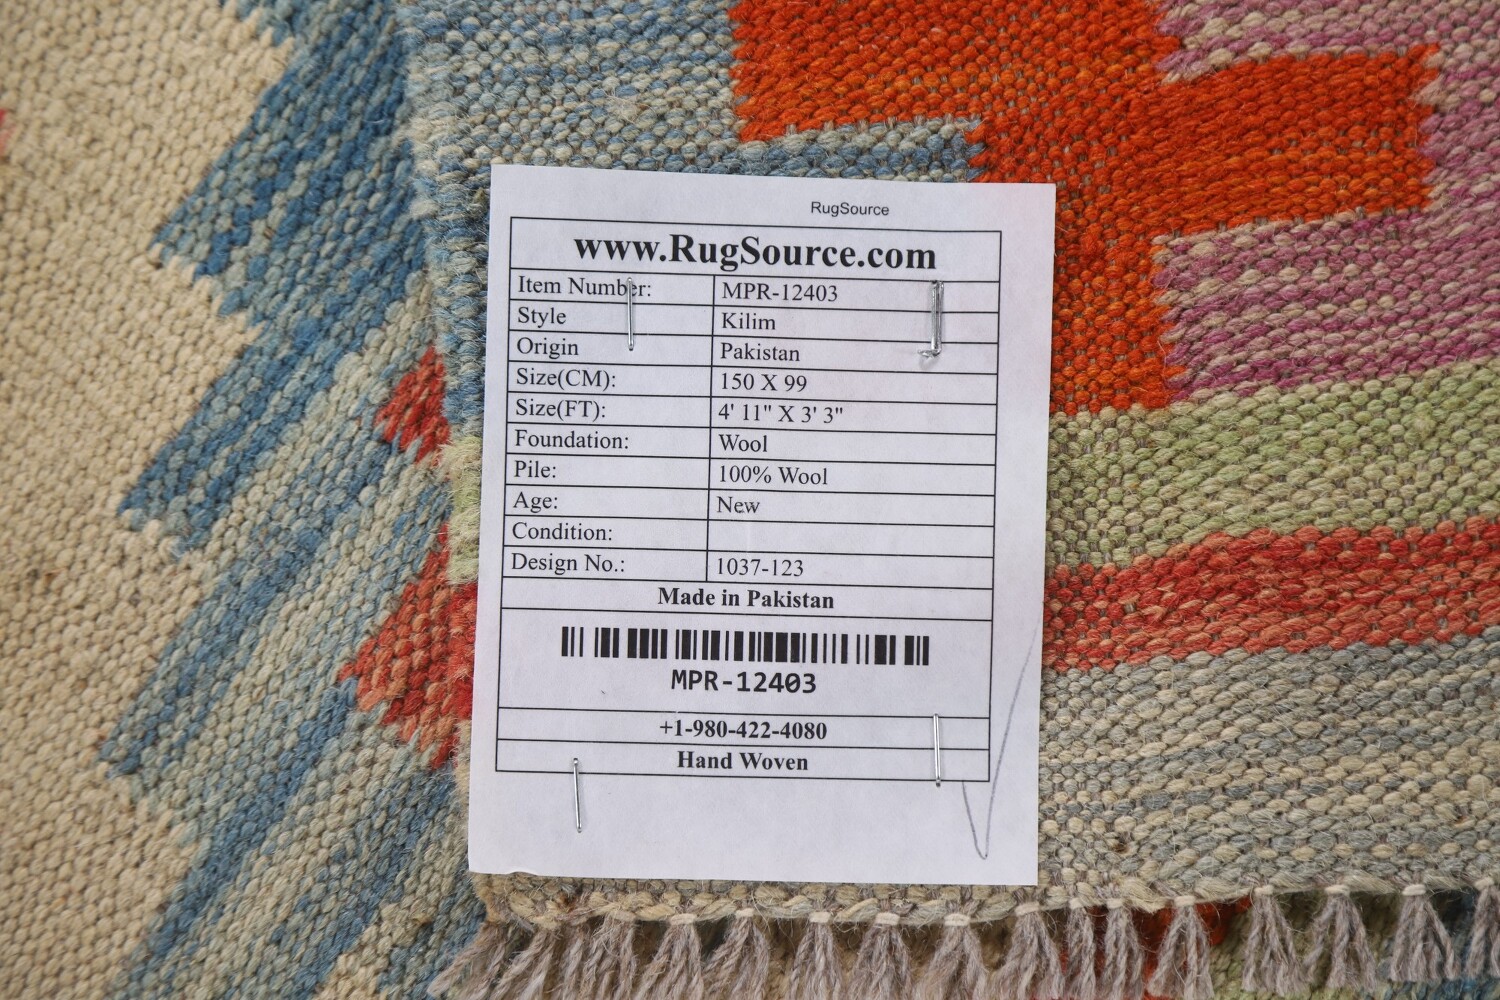 RugSource
www.RugSource.com
Item Number: MPR-12403
Style Kilim
Origin Pakistan
Size(CM): 150 X 99
Size(FT): 4' 11" X 3' 3"
Foundation: Wool
Pile: 100% Wool
Age: New
Condition:
Design No.: 1037-123
Made in Pakistan
MPR-12403
+1-980-422-4080
Hand Woven